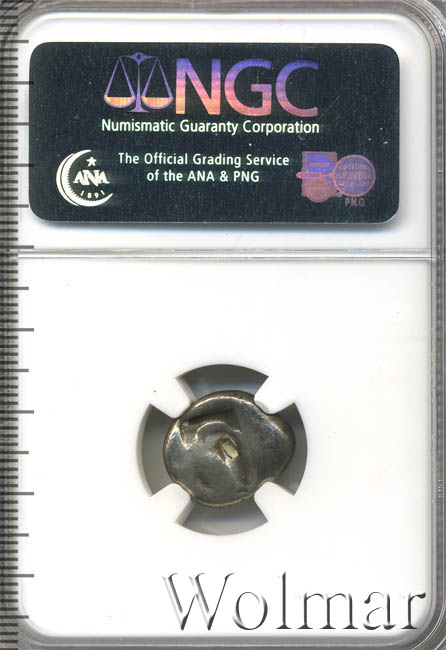 NGC
Numismatic Guaranty Corporation
The Official Grading Service
of the ANA & PNG
ANA
1891
P.N.G
Wolmar